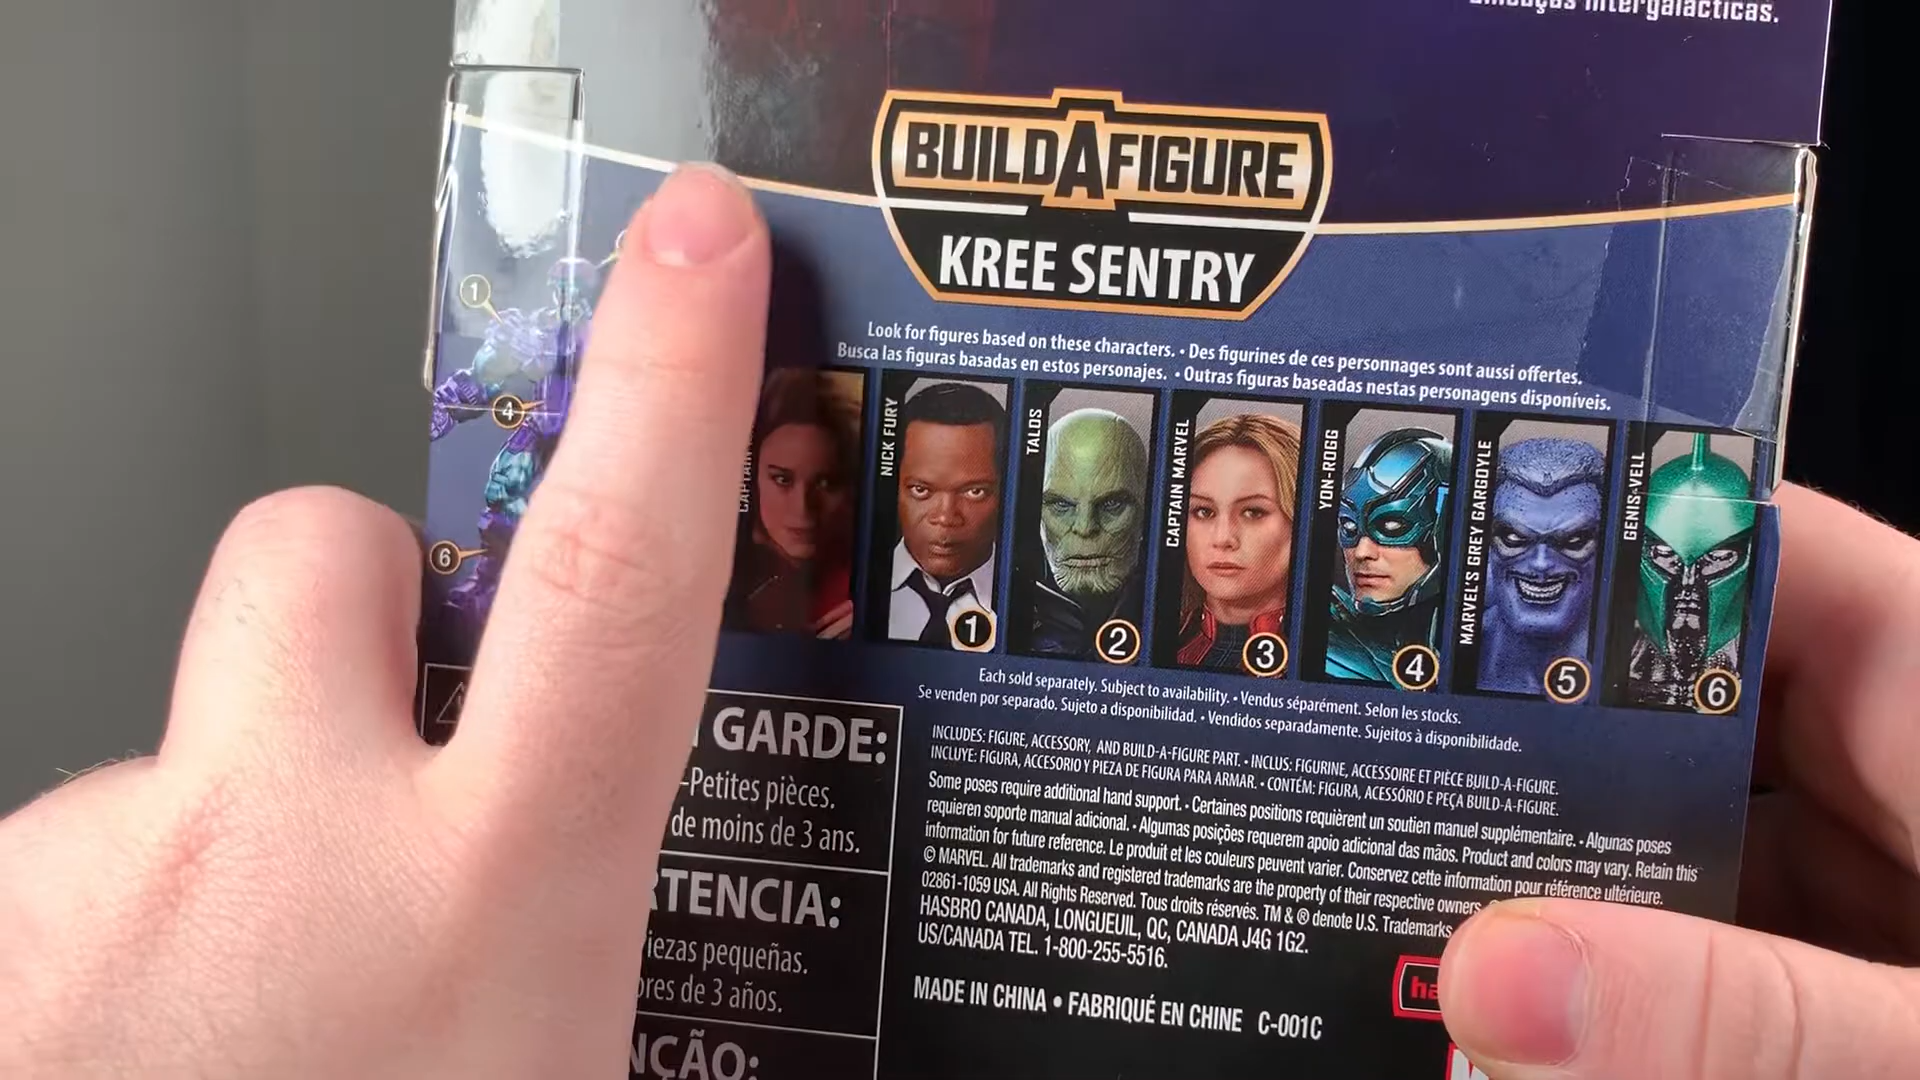 intergalácticas.
BUILDAFIGURE
KREE SENTRY
Look for figures based on these characters. • Des figurines de ces personnages sont aussi offertes.
Busca las figuras basadas en estos personajes. • Outras figuras baseadas nestas personagens disponíveis.
1
4
6
NICK FURY
1
TALOS
2
CAPTAIN MARVEL
3
YON-ROGG
4
MARVEL'S GREY GARGOYLE
5
GENIS-VELL
6
Each sold separately. Subject to availability. • Vendus séparément. Selon les stocks.
Se venden por separado. Sujeto a disponibilidad. • Vendidos separadamente. Sujeitos à disponibilidade.
GARDE:
-Petites pièces.
de moins de 3 ans.
piezas pequeñas.
de 3 años.
INCLUDES: FIGURE, ACCESSORY, AND BUILD-A-FIGURE PART. • INCLUS: FIGURINE, ACCESSOIRE ET PIÈCE BUILD-A-FIGURE.
INCLUYE: FIGURA, ACCESORIO Y PIEZA DE FIGURA PARA ARMAR. • CONTÉM: FIGURA, ACESSÓRIO E PEÇA BUILD-A-FIGURE.
Some poses require additional hand support. • Certaines positions requièrent un soutien manuel supplémentaire. • Algunas poses
requieren soporte manual adicional. • Algumas posições requerem apoio adicional das mãos. Product and colors may vary. Retain this
information for future reference. Le produit et les couleurs peuvent varier. Conservez cette information pour référence ultérieure.
© MARVEL. All trademarks and registered trademarks are the property of their respective owners.
02861-1059 USA. All Rights Reserved. Tous droits réservés. TM & ® denote U.S. Trademarks.
HASBRO CANADA, LONGUEUIL, QC, CANADA J4G 1G2.
US/CANADA TEL. 1-800-255-5516.
MADE IN CHINA • FABRIQUÉ EN CHINE C-001C